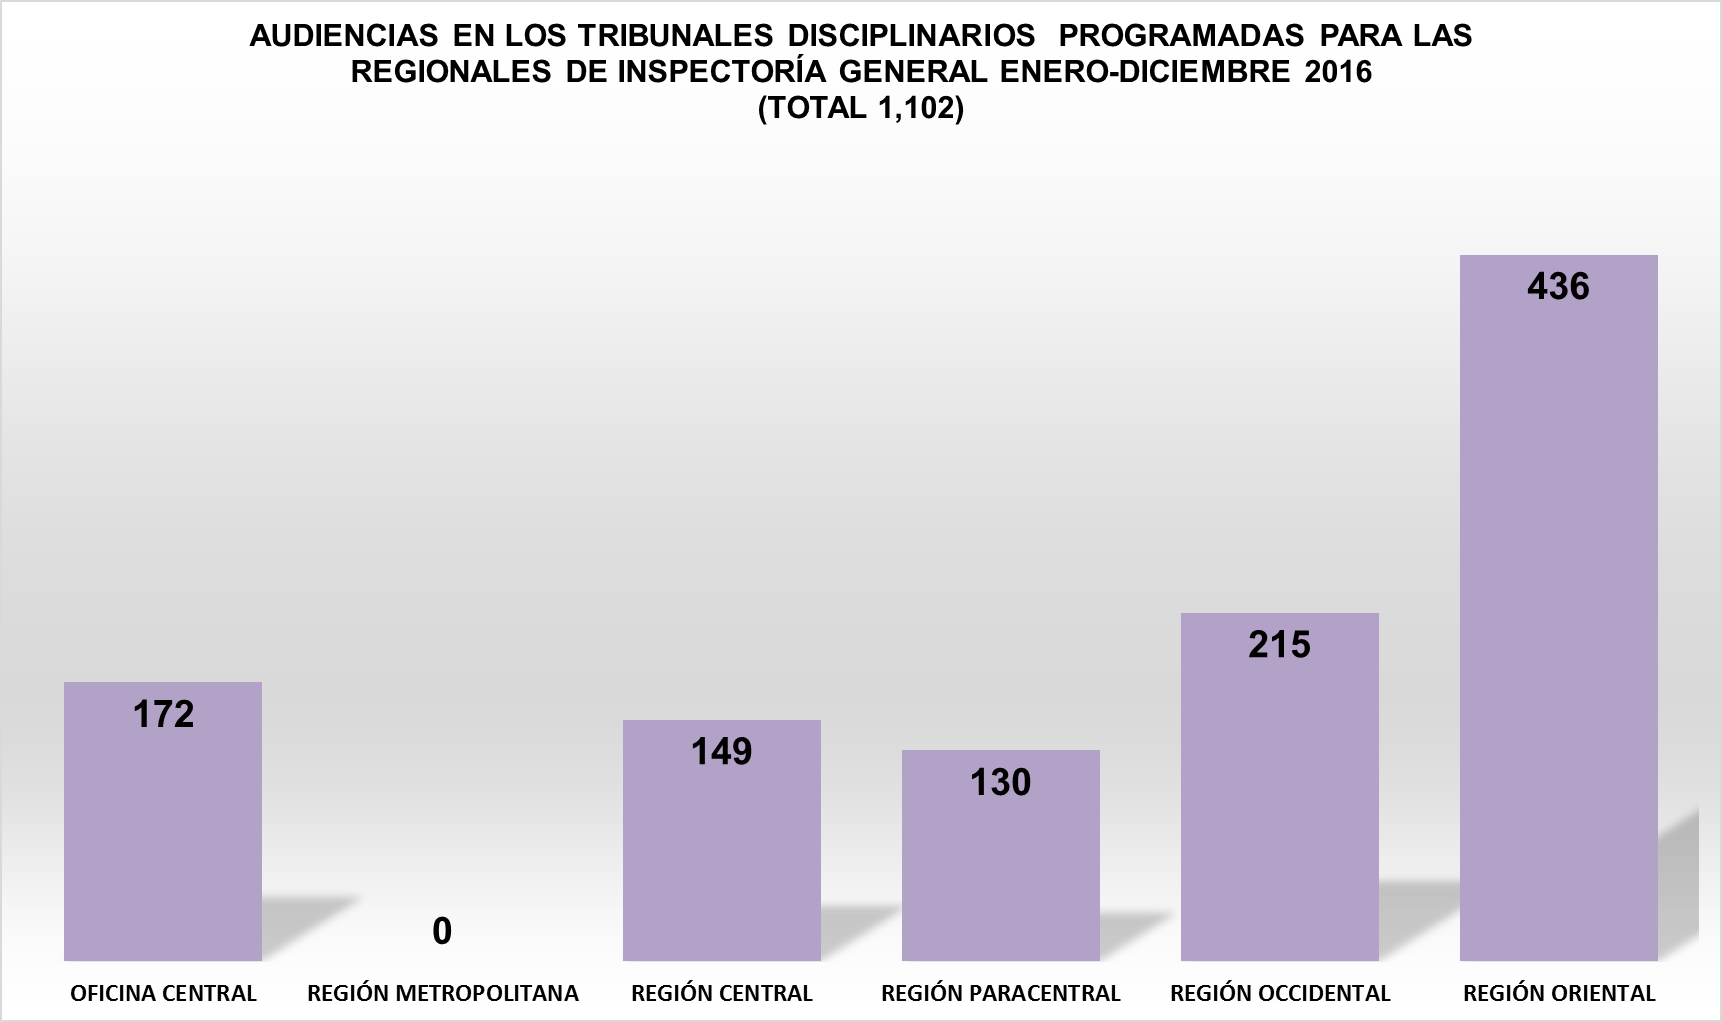 AUDIENCIAS EN LOS TRIBUNALES DISCIPLINARIOS PROGRAMADAS PARA LAS
REGIONALES DE INSPECTORÍA GENERAL ENERO-DICIEMBRE 2016
(TOTAL 1,102)
172
0
149
130
215
436
OFICINA CENTRAL
REGIÓN METROPOLITANA
REGIÓN CENTRAL
REGIÓN PARACENTRAL
REGIÓN OCCIDENTAL
REGIÓN ORIENTAL